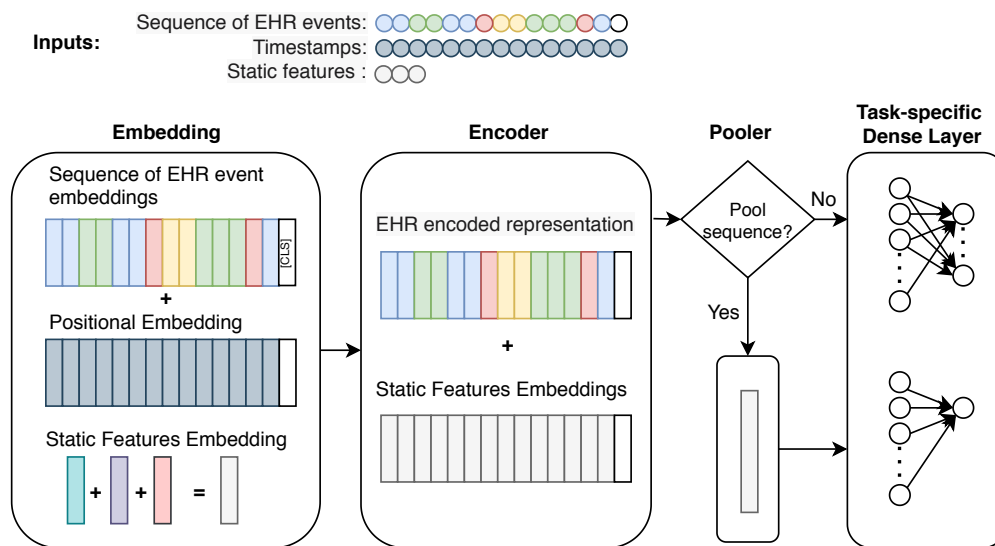 Inputs:
Sequence of EHR events:
Timestamps:
Static features :
Embedding
Encoder
Pooler
Task-specific
Dense Layer
Sequence of EHR event
embeddings
[CLS]
+
Positional Embedding
Static Features Embedding
+ + =
EHR encoded representation
+
Static Features Embeddings
Pool
sequence?
No
Yes